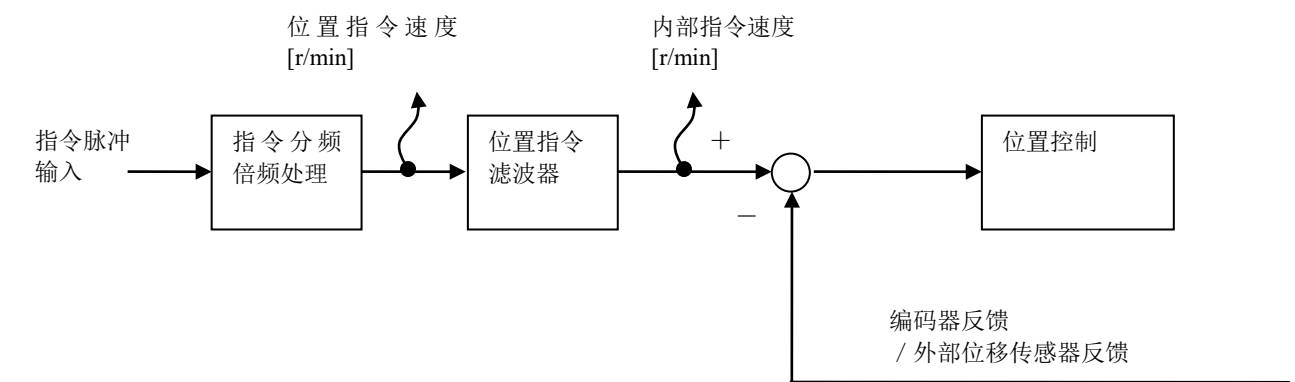 位置指令速度
[r/min]
内部指令速度
[r/min]
指令脉冲
输入
指令分频
倍频处理
位置指令
滤波器
＋
位置控制
－
编码器反馈
／外部位移传感器反馈